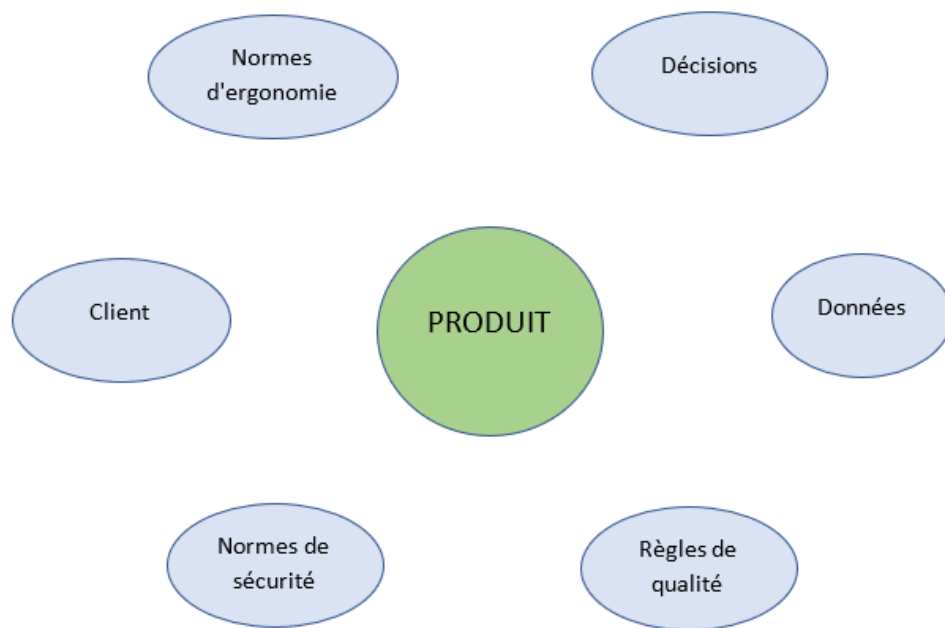 Normes
d'ergonomie
Décisions
Client
PRODUIT
Données
Normes de
sécurité
Règles de
qualité